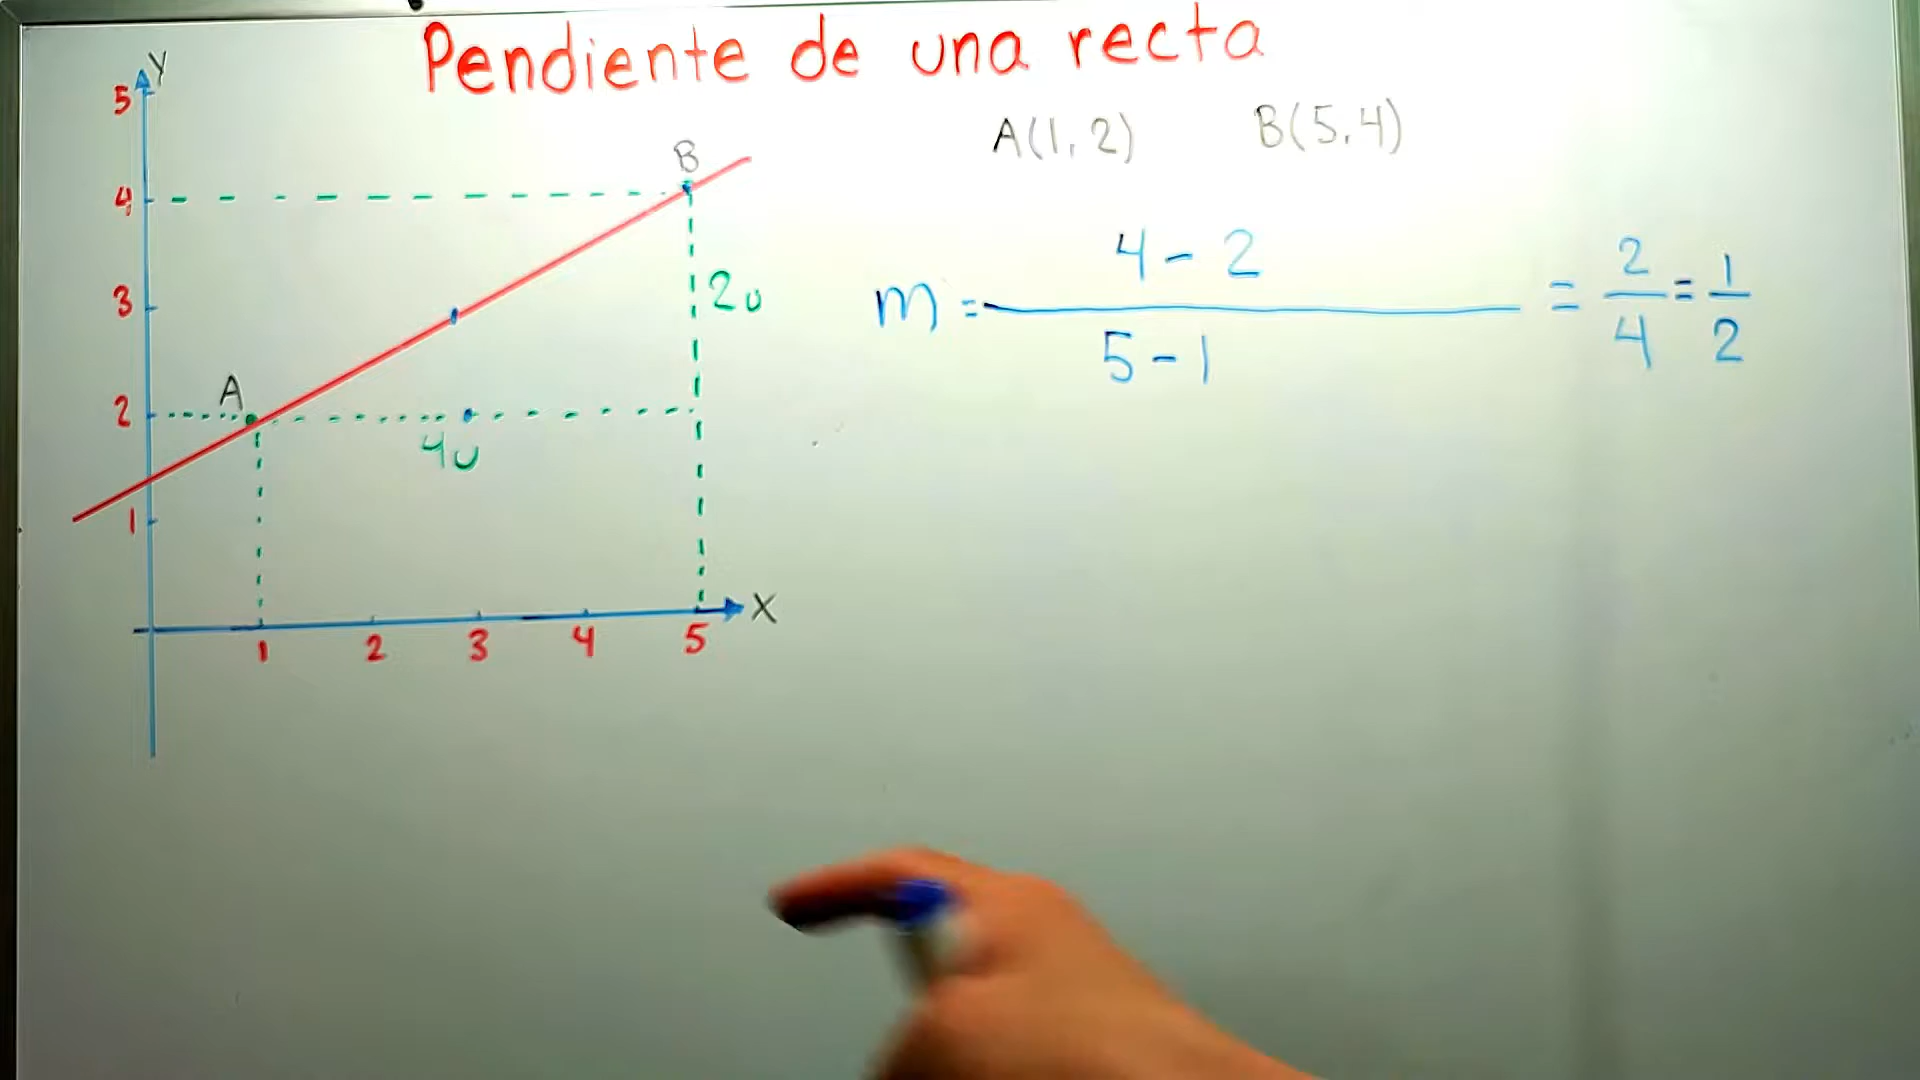 Pendiente de una recta
A(1,2) B(5,4)
m = 4 - 2 / 5 - 1 = 2/4 = 1/2
Y
5
4
3
2
1
B
A
2u
4u
1 2 3 4 5 X